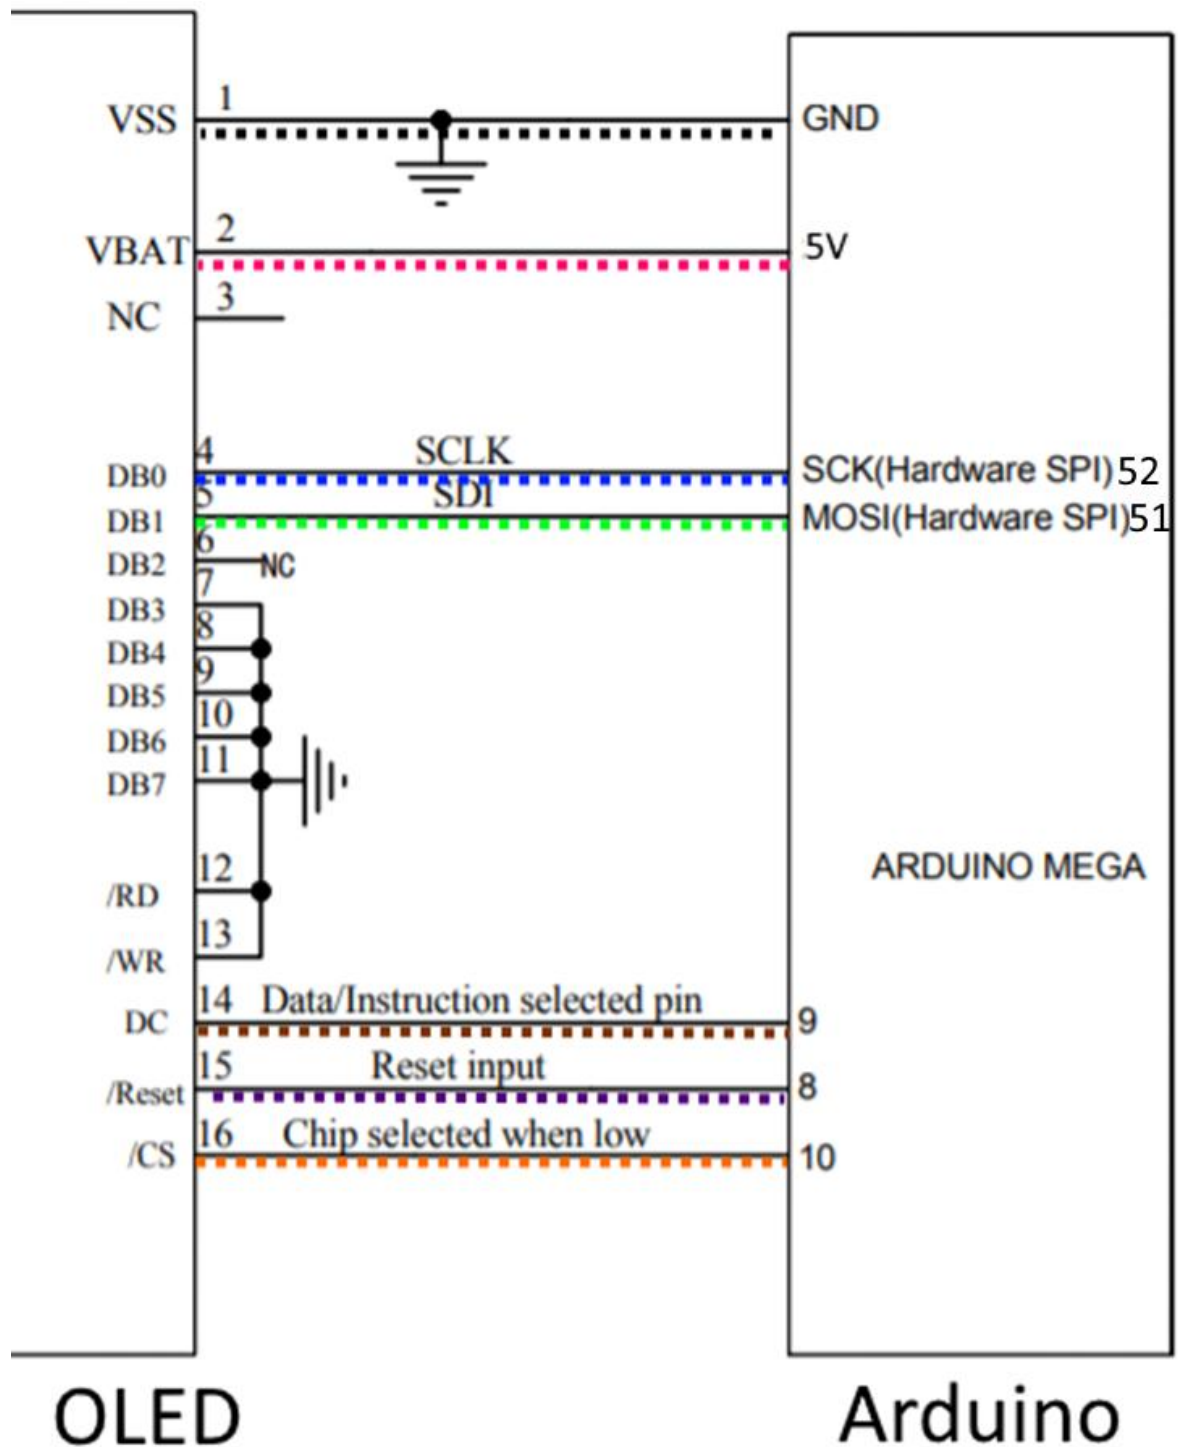 1
VSS
GND
2
VBAT
5V
3
NC
4
SCLK
DB0
SCK(Hardware SPI) 52
5
SDI
DB1
MOSI(Hardware SPI)51
6
DB2
NC
7
DB3
8
DB4
9
DB5
10
DB6
11
DB7
ARDUINO MEGA
12
/RD
13
/WR
14 Data/Instruction selected pin
DC
9
15 Reset input
/Reset
8
16 Chip selected when low
/CS
10
OLED
Arduino